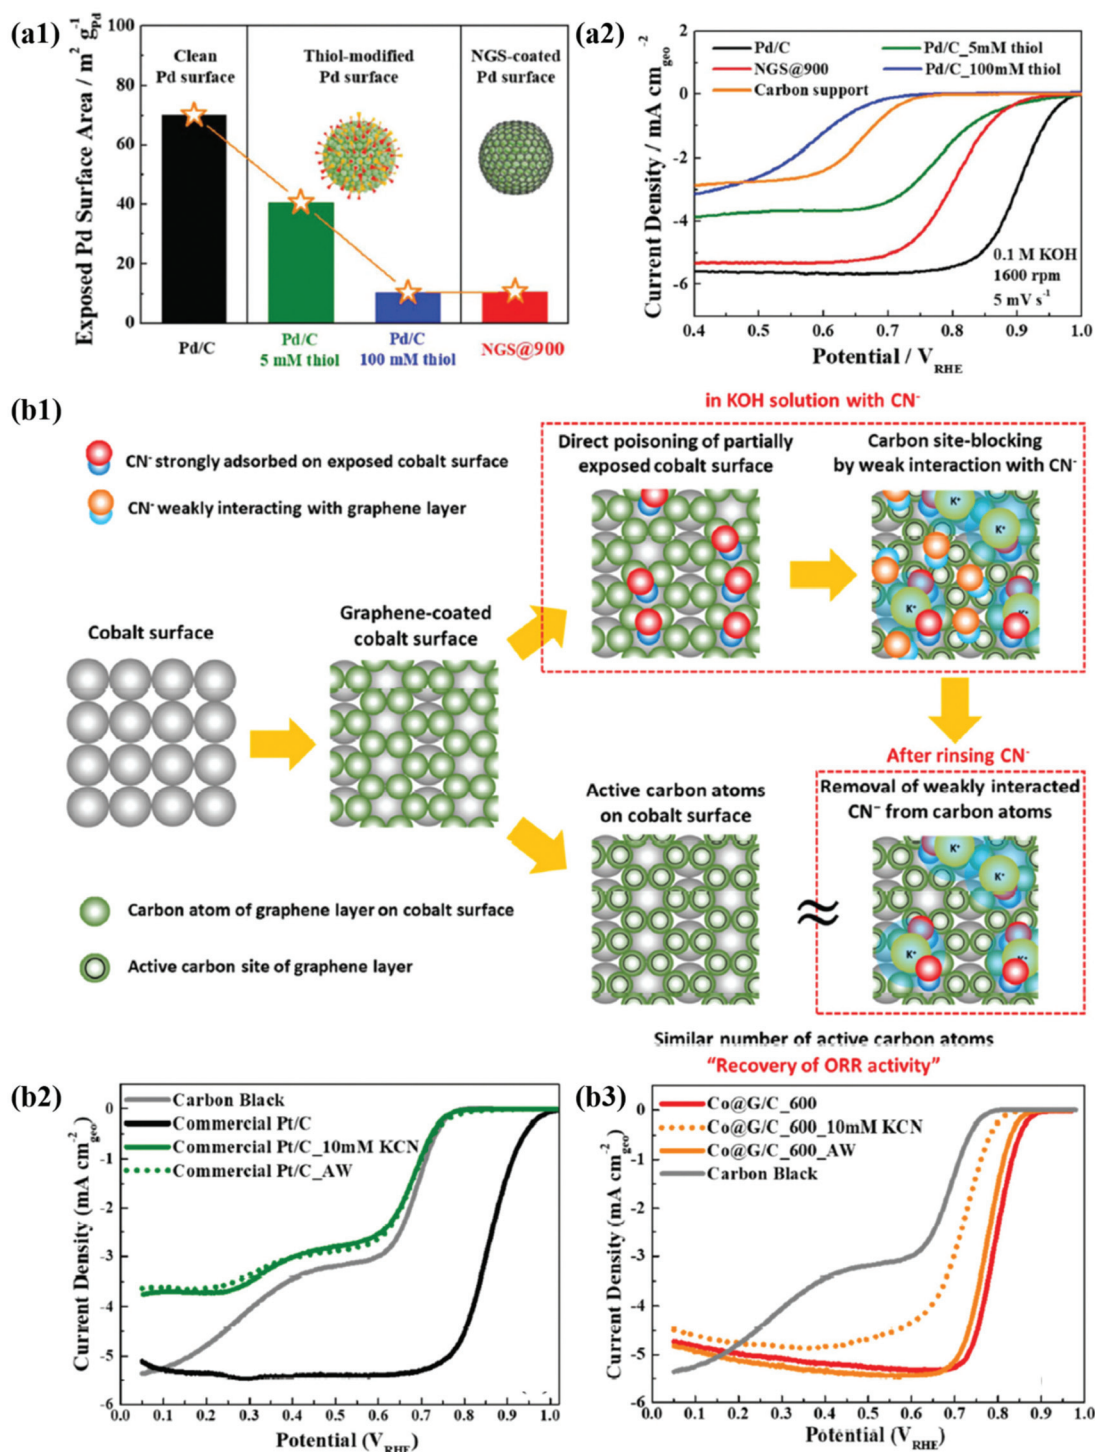 (a1)
Exposed Pd Surface Area / m² g⁻¹Pd
100
80
60
40
20
0
Clean
Pd surface
Thiol-modified
Pd surface
NGS-coated
Pd surface
Pd/C
Pd/C
5 mM thiol
Pd/C
100 mM thiol
NGS@900
(a2)
Current Density / mA cm⁻²geo
2
0
-2
-4
-6
Pd/C
NGS@900
Carbon support
Pd/C_5mM thiol
Pd/C_100mM thiol
0.1 M KOH
1600 rpm
5 mV s⁻¹
0.4 0.5 0.6 0.7 0.8 0.9 1.0
Potential / VRHE
(b1)
in KOH solution with CN⁻
CN⁻ strongly adsorbed on exposed cobalt surface
CN⁻ weakly interacting with graphene layer
Direct poisoning of partially
exposed cobalt surface
Carbon site-blocking
by weak interaction with CN⁻
K⁺
K⁺
K⁺
K⁺
Cobalt surface
Graphene-coated
cobalt surface
After rinsing CN⁻
Active carbon atoms
on cobalt surface
Removal of weakly interacted
CN⁻ from carbon atoms
K⁺
K⁺
K⁺
K⁺
≈
Carbon atom of graphene layer on cobalt surface
Active carbon site of graphene layer
Similar number of active carbon atoms
"Recovery of ORR activity"
(b2)
Current Density (mA cm⁻²geo)
0
-1
-2
-3
-4
-5
-6
Carbon Black
Commercial Pt/C
Commercial Pt/C_10mM KCN
Commercial Pt/C_AW
0.0 0.1 0.2 0.3 0.4 0.5 0.6 0.7 0.8 0.9 1.0
Potential (VRHE)
(b3)
Current Density (mA cm⁻²geo)
0
-1
-2
-3
-4
-5
-6
Co@G/C_600
Co@G/C_600_10mM KCN
Co@G/C_600_AW
Carbon Black
0.0 0.1 0.2 0.3 0.4 0.5 0.6 0.7 0.8 0.9 1.0
Potential (VRHE)